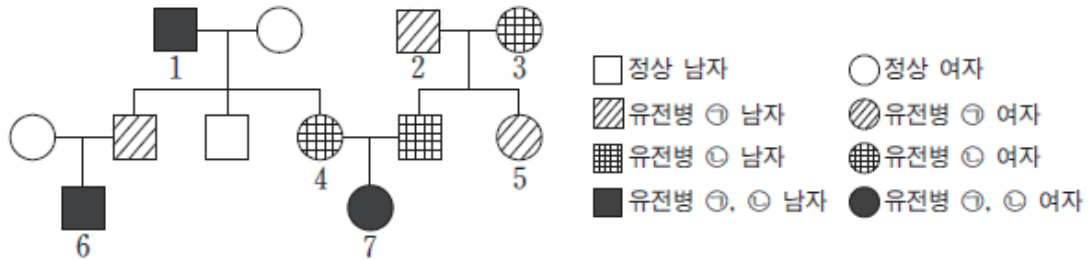 1
2
3
4
5
6
7
정상 남자
정상 여자
유전병 ㉠ 남자
유전병 ㉠ 여자
유전병 ㉡ 남자
유전병 ㉡ 여자
유전병 ㉠, ㉡ 남자
유전병 ㉠, ㉡ 여자